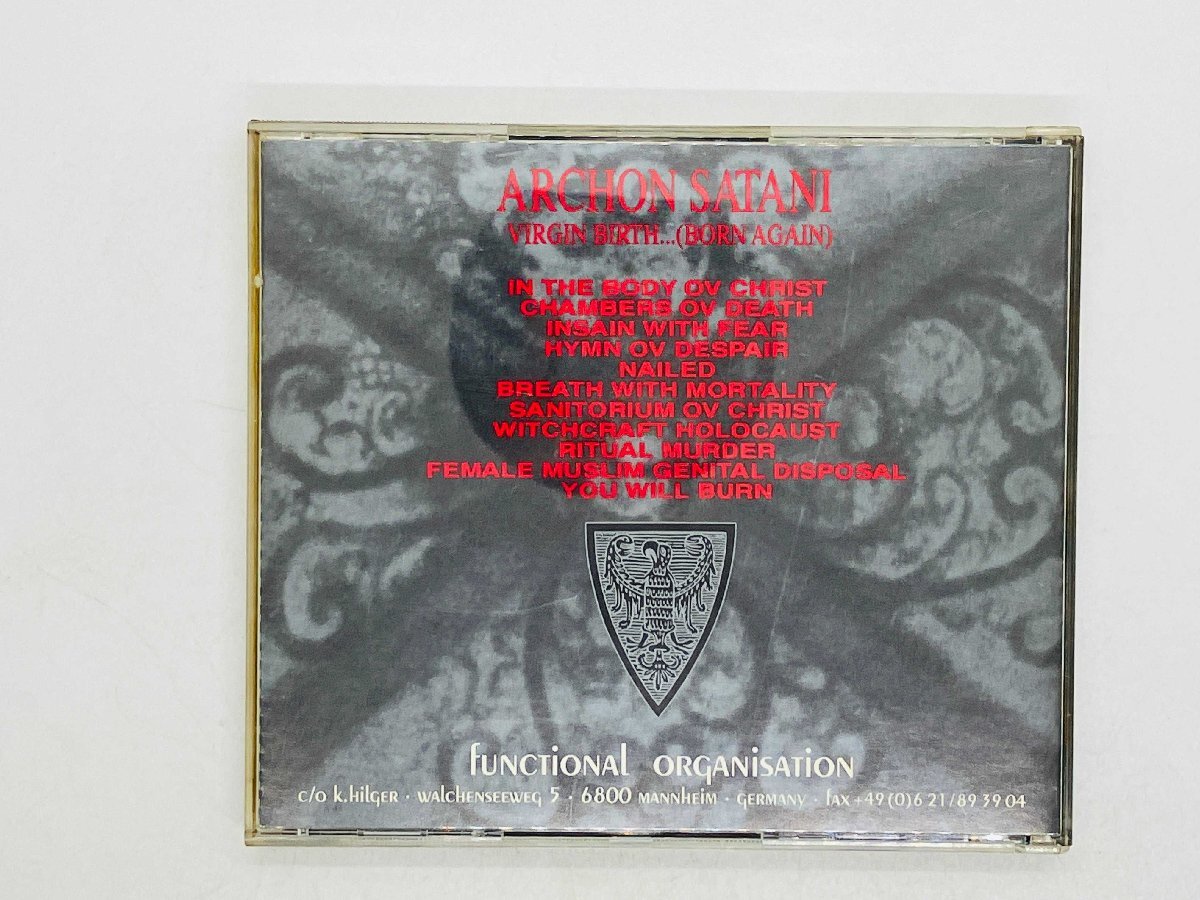 ARCHON SATANI
VIRGIN BIRTH...(BORN AGAIN)
IN THE BODY OV CHRIST
CHAMBERS OV DEATH
INSAIN WITH FEAR
HYMN OV DESPAIR
NAILED
BREATH WITH MORTALITY
SANITORIUM OV CHRIST
WITCHCRAFT HOLOCAUST
RITUAL MURDER
FEMALE MUSLIM GENITAL DISPOSAL
YOU WILL BURN
fUNCTIONAL ORGANISATION
c/o k.hilger · walchenseeweg 5 · 6800 mannheim · germany · fax +49 (0) 6 21 / 89 39 04